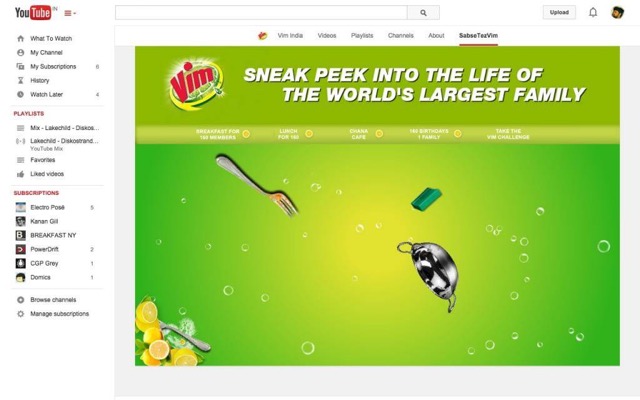 YouTube IN
Upload
What To Watch
My Channel
My Subscriptions 6
History
Watch Later 4
PLAYLISTS
Mix - Lakechild - Diskos...
YouTube Mix
Lakechild - Diskostrand...
Favorites
Liked videos
SUBSCRIPTIONS
Electro Posé 5
Kanan Gill
BREAKFAST NY
PowerDrift 2
CGP Grey 1
Domics 1
Browse channels
Manage subscriptions
Vim India Videos Playlists Channels About SabseTezVim
Vim
SNEAK PEEK INTO THE LIFE OF
THE WORLD'S LARGEST FAMILY
BREAKFAST FOR
160 MEMBERS
LUNCH
FOR 160
CHANA
CAFE
160 BIRTHDAYS
1 FAMILY
TAKE THE
VIM CHALLENGE